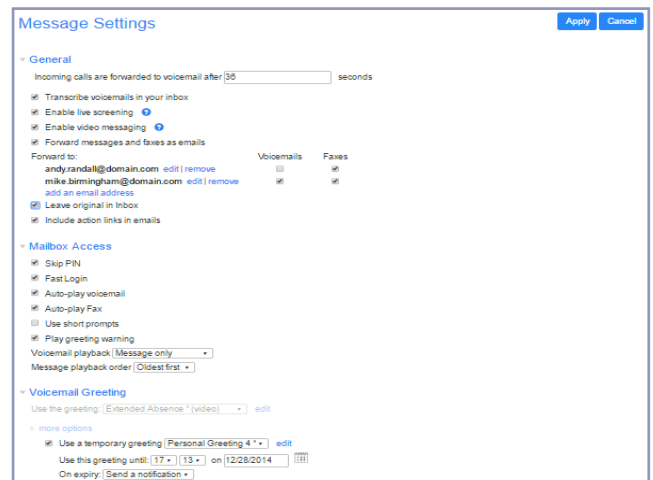 Message Settings
Apply Cancel
General
Incoming calls are forwarded to voicemail after 36 seconds
Transcribe voicemails in your inbox
Enable live screening ?
Enable video messaging ?
Forward messages and faxes as emails
Forward to: Voicemails Faxes
andy.randall@domain.com edit | remove
mike.birmingham@domain.com edit | remove
add an email address
Leave original in Inbox
Include action links in emails
Mailbox Access
Skip PIN
Fast Login
Auto-play voicemail
Auto-play Fax
Use short prompts
Play greeting warning
Voicemail playback Message only
Message playback order Oldest first
Voicemail Greeting
Use the greeting: Extended Absence * (video) edit
more options
Use a temporary greeting Personal Greeting 4 * edit
Use this greeting until: 17 13 on 12/28/2014
On expiry: Send a notification